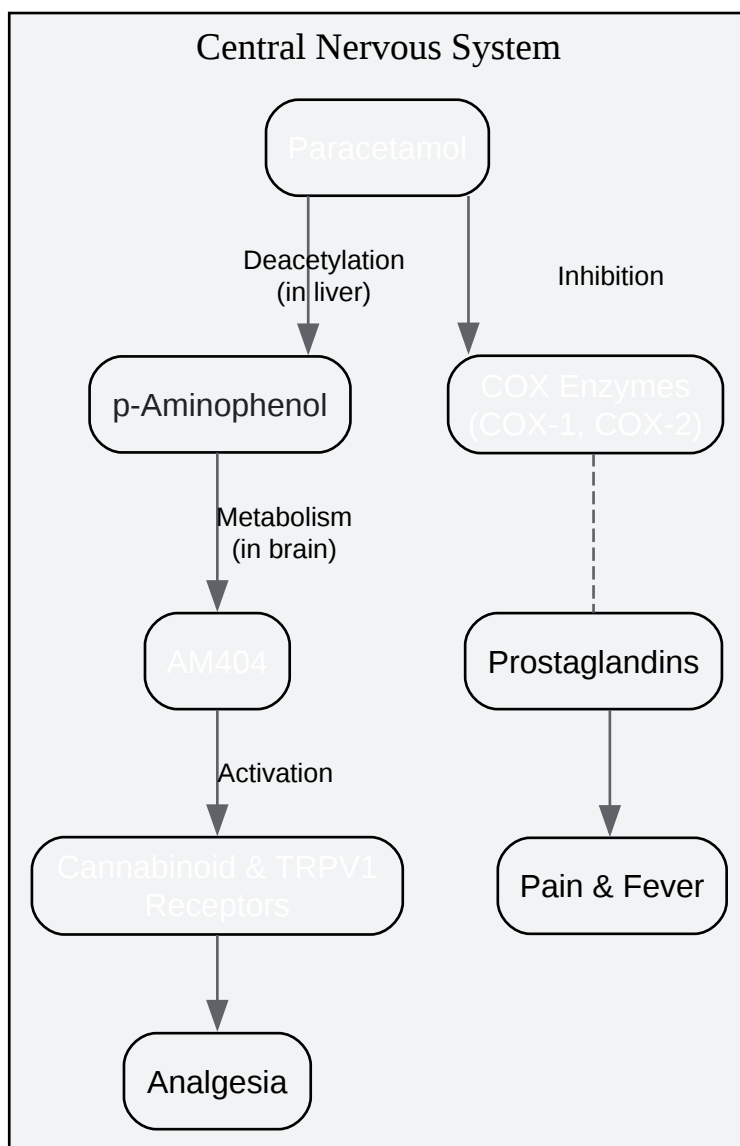 Central Nervous System
Paracetamol
Deacetylation
(in liver)
Inhibition
p-Aminophenol
COX Enzymes
(COX-1, COX-2)
Metabolism
(in brain)
AM404
Prostaglandins
Activation
Cannabinoid & TRPV1
Receptors
Pain & Fever
Analgesia